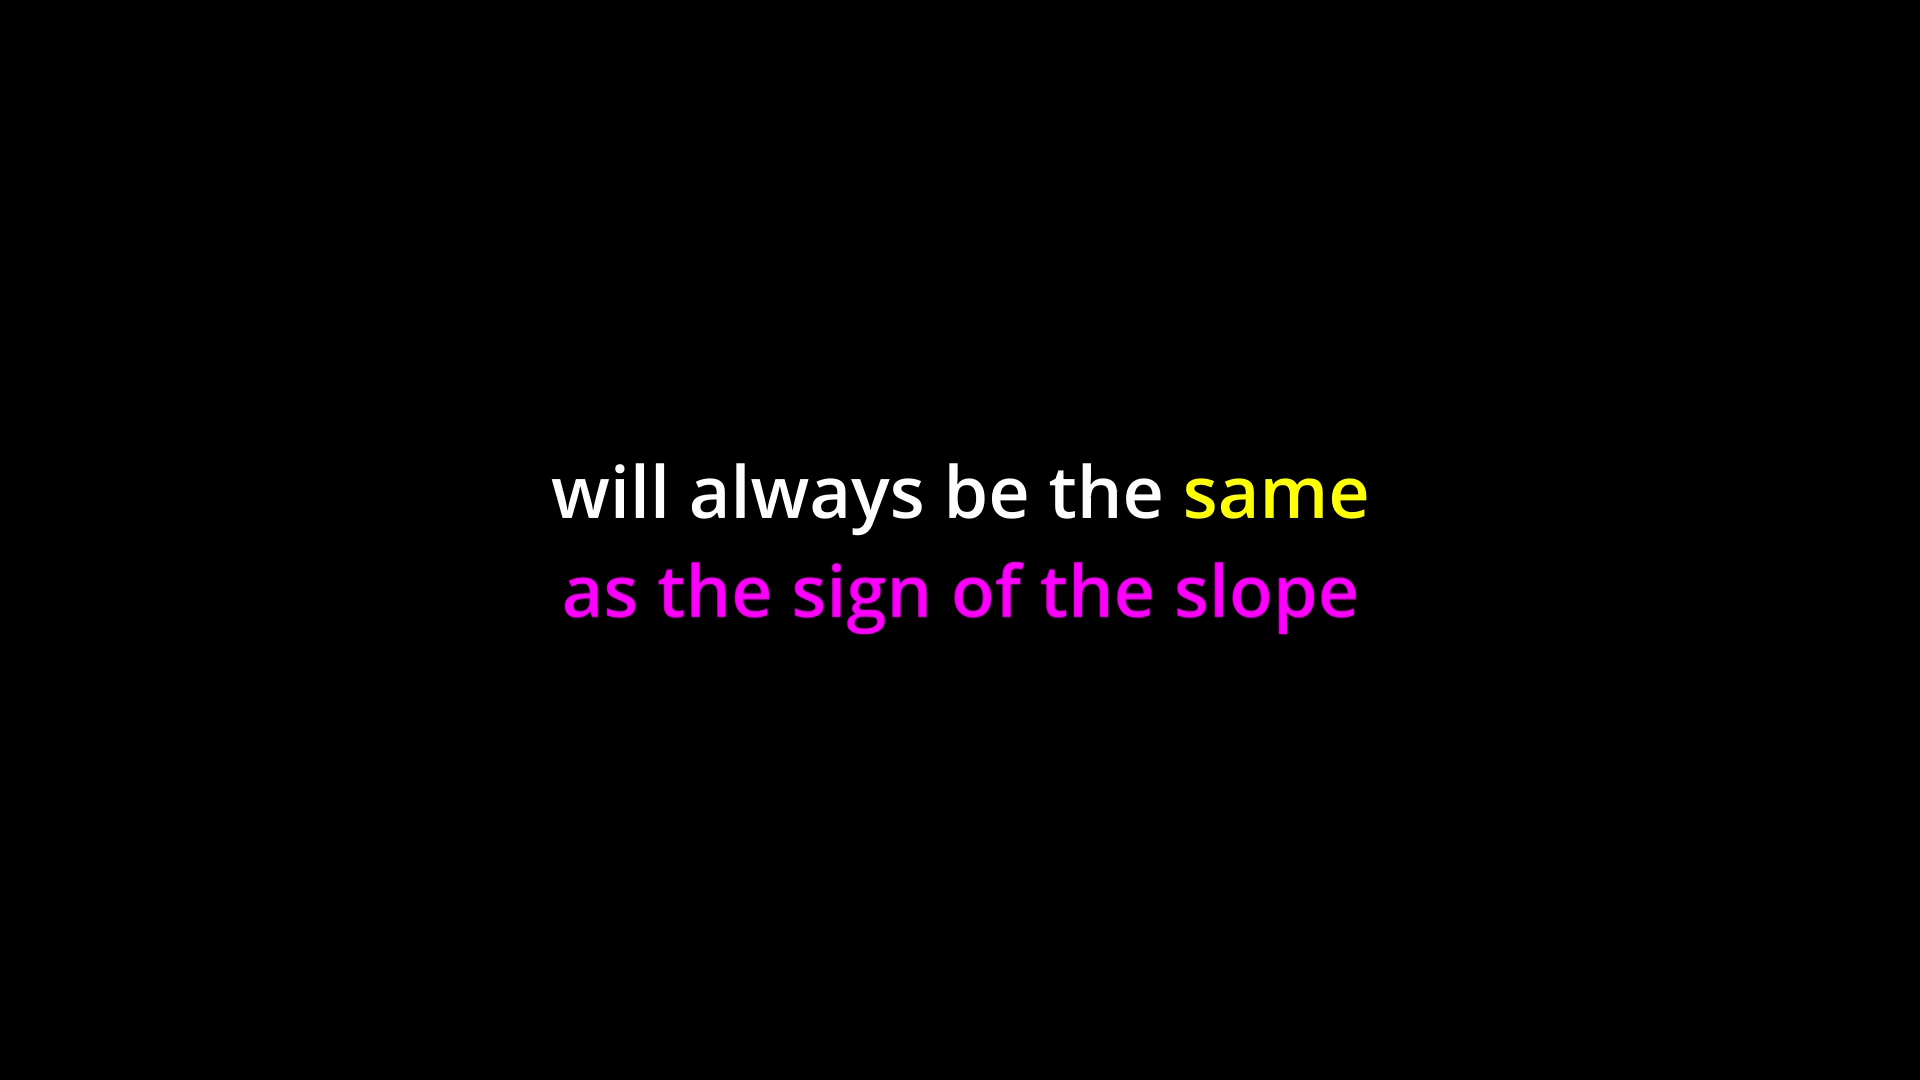 will always be the same
as the sign of the slope